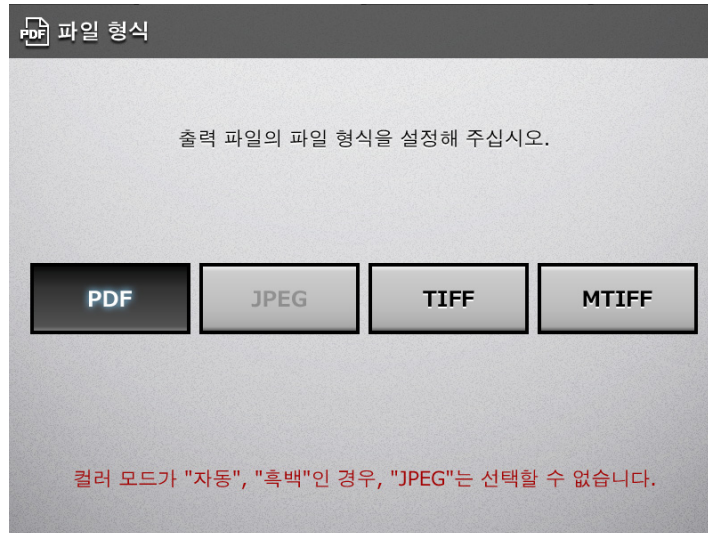 PDF 파일 형식
출력 파일의 파일 형식을 설정해 주십시오.
PDF JPEG TIFF MTIFF
컬러 모드가 "자동", "흑백"인 경우, "JPEG"는 선택할 수 없습니다.